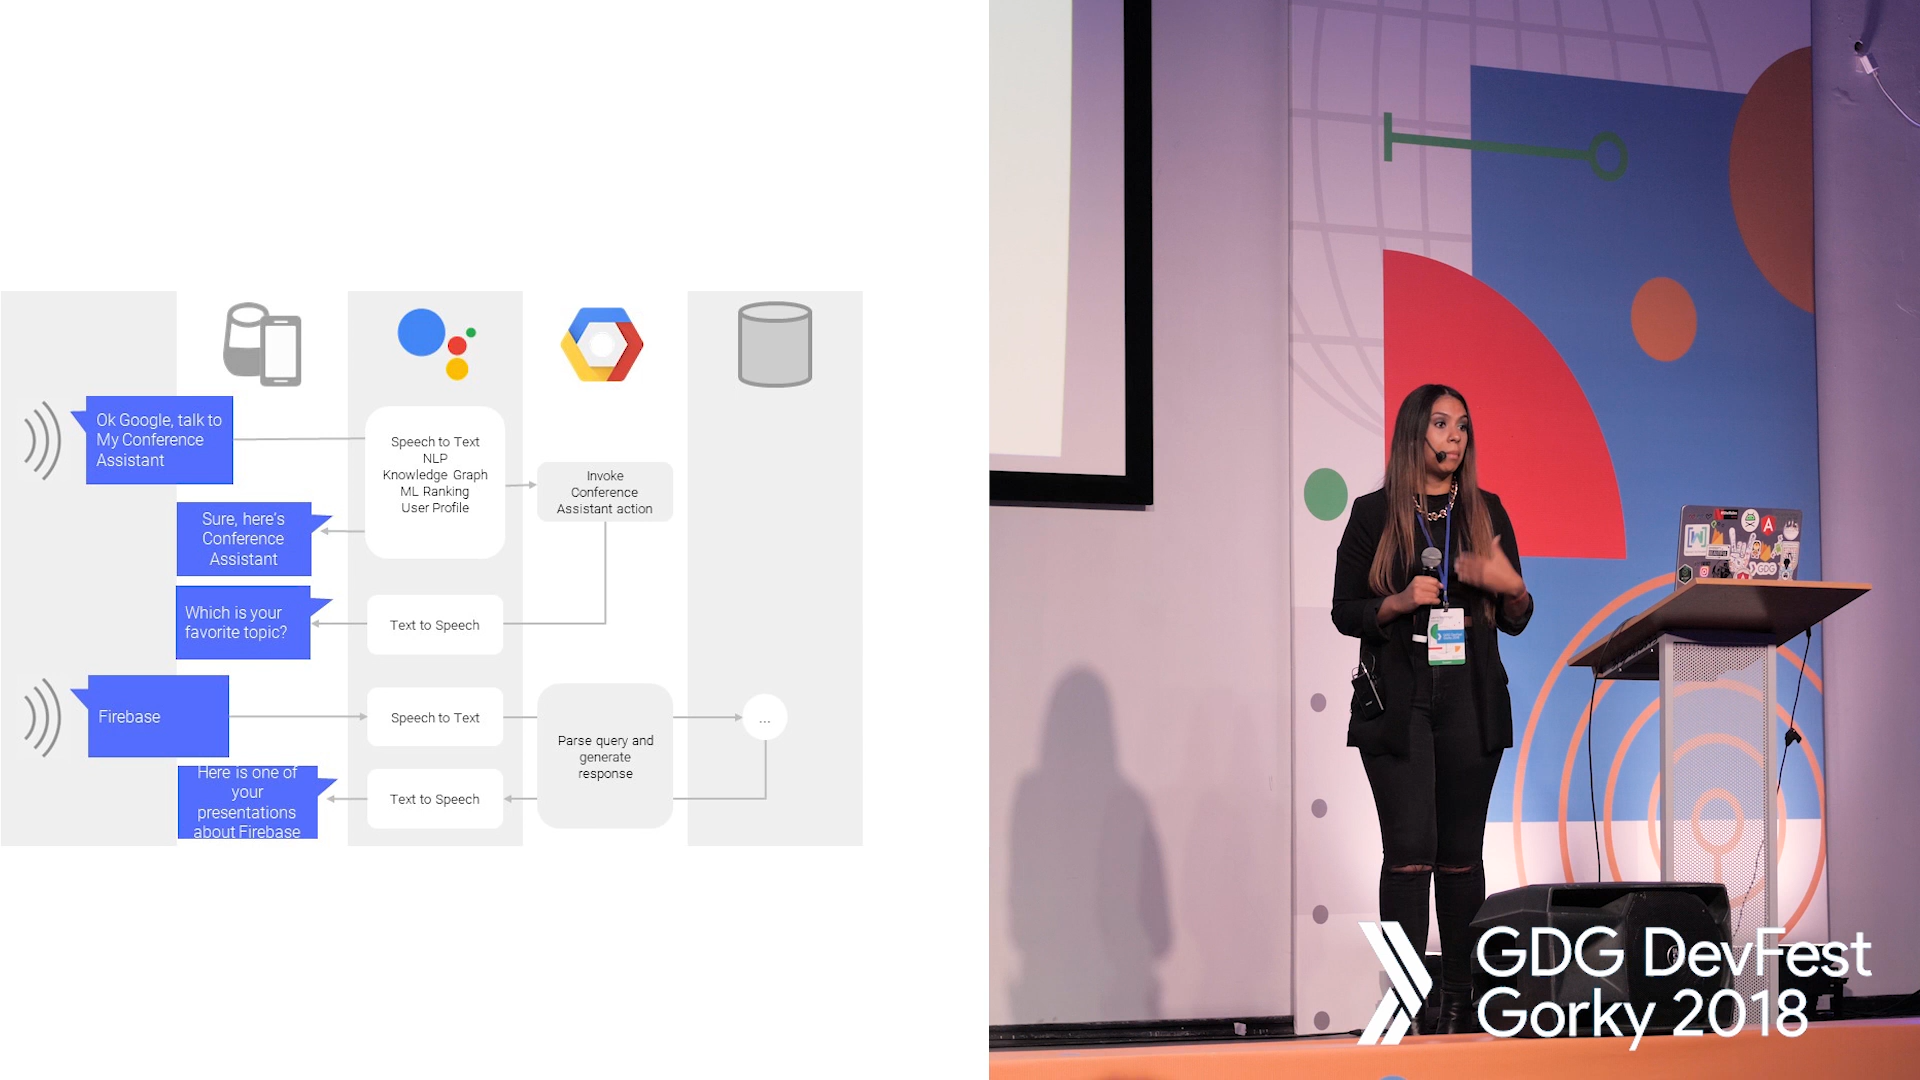 Ok Google, talk to
My Conference
Assistant
Speech to Text
NLP
Knowledge Graph
ML Ranking
User Profile
Invoke
Conference
Assistant action
Sure, here's
Conference
Assistant
Which is your
favorite topic?
Text to Speech
Firebase
Speech to Text
Parse query and
generate
response
...
Here is one of
your
presentations
about Firebase
Text to Speech
GDG
GDG DevFest
Gorky 2018